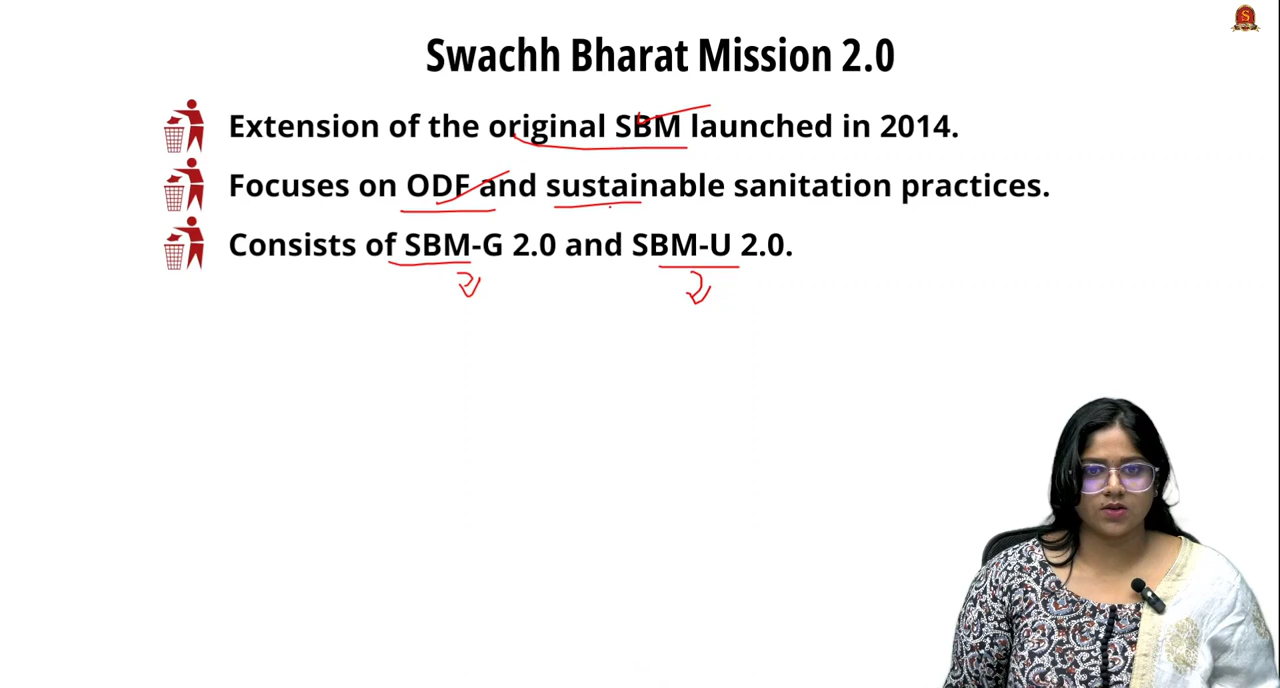 Swachh Bharat Mission 2.0
Extension of the original SBM launched in 2014.
Focuses on ODF and sustainable sanitation practices.
Consists of SBM-G 2.0 and SBM-U 2.0.